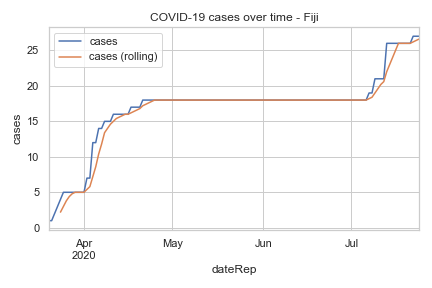 COVID-19 cases over time - Fiji
cases
cases (rolling)
cases
25
20
15
10
5
0
Apr
2020
May
Jun
Jul
dateRep